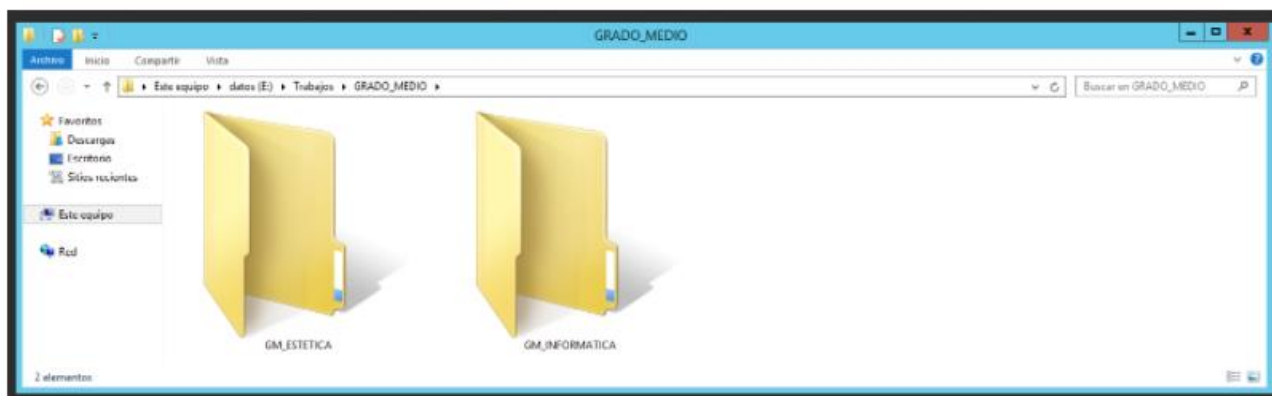 GRADO_MEDIO
Archivo Inicio Compartir Vista
Este equipo datos (E:) Trabajos GRADO_MEDIO
Buscar en GRADO_MEDIO
Favoritos
Descargas
Escritorio
Sitios recientes
Este equipo
Red
GM_ESTETICA
GM_INFORMATICA
2 elementos